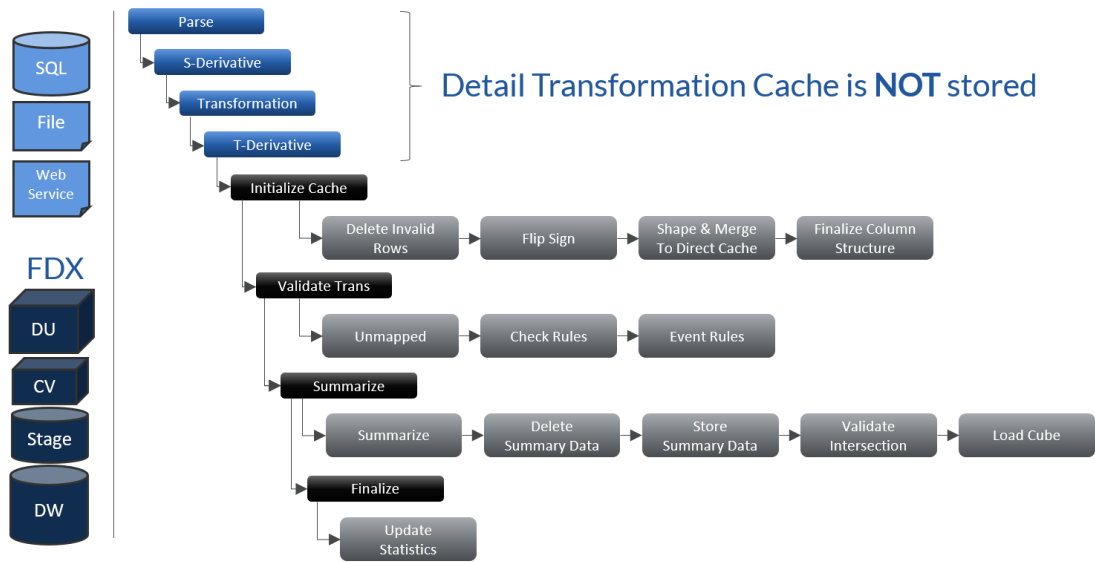 SQL
File
Web
Service
FDX
DU
CV
Stage
DW
Parse
S-Derivative
Transformation
T-Derivative
Detail Transformation Cache is NOT stored
Initialize Cache
Delete Invalid
Rows
Flip Sign
Shape & Merge
To Direct Cache
Finalize Column
Structure
Validate Trans
Unmapped
Check Rules
Event Rules
Summarize
Summarize
Delete
Summary Data
Store
Summary Data
Validate
Intersection
Load Cube
Finalize
Update
Statistics